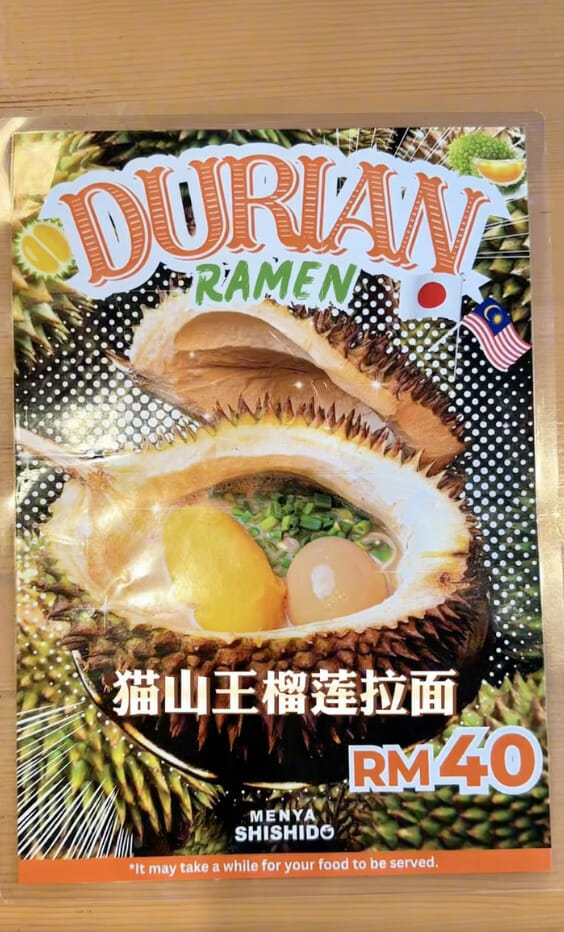 DURIAN
RAMEN
猫山王榴莲拉面
RM40
MENYA
SHISHIDO
*It may take a while for your food to be served.